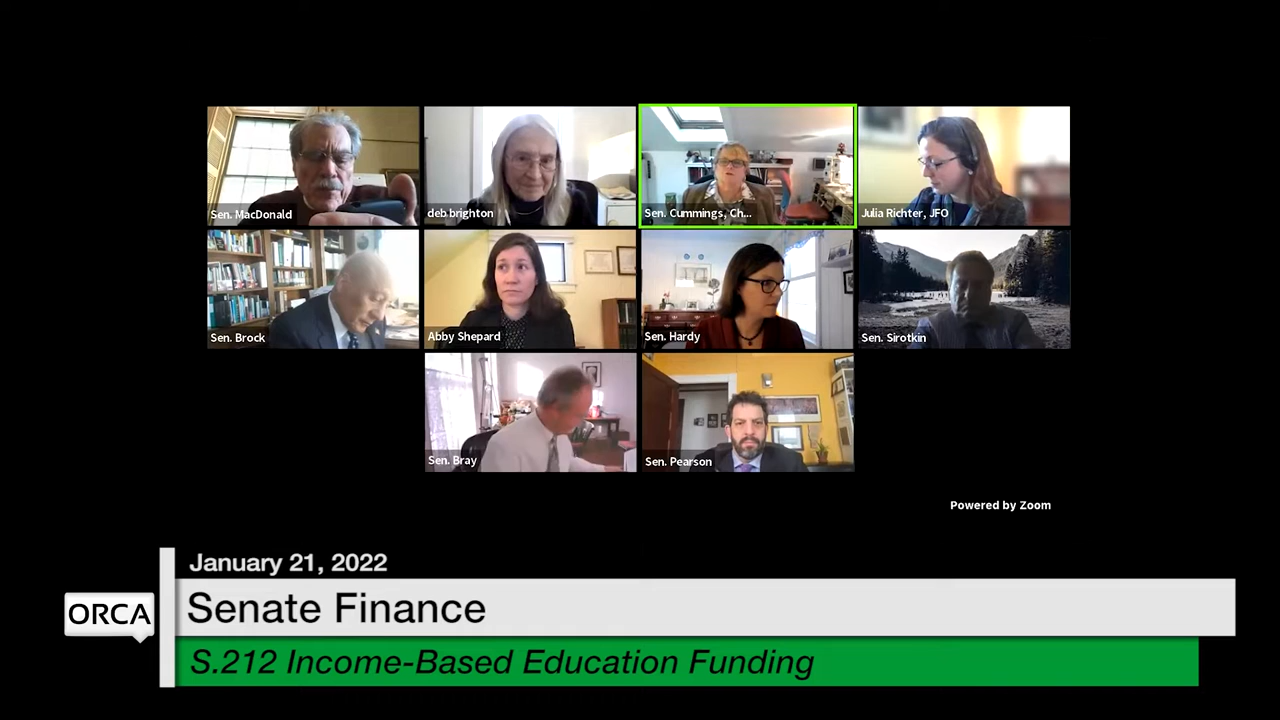 Sen. MacDonald
deb brighton
Sen. Cummings, Ch...
Julia Richter, JFO
Sen. Brock
Abby Shepard
Sen. Hardy
Sen. Sirotkin
Sen. Bray
Sen. Pearson
Powered by Zoom
January 21, 2022
ORCA
Senate Finance
S.212 Income-Based Education Funding